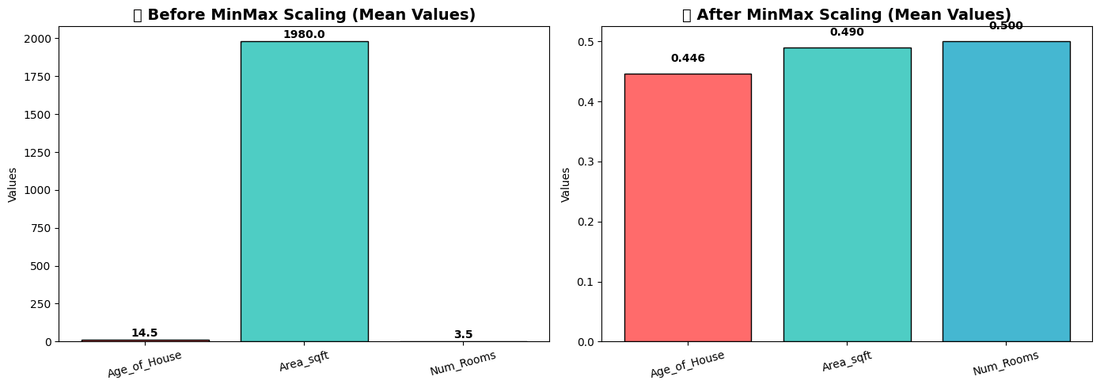 Before MinMax Scaling (Mean Values)
Values
2000
1750
1500
1250
1000
750
500
250
0
14.5
1980.0
3.5
Age_of_House
Area_sqft
Num_Rooms
After MinMax Scaling (Mean Values)
Values
0.5
0.4
0.3
0.2
0.1
0.0
0.446
0.490
0.500
Age_of_House
Area_sqft
Num_Rooms